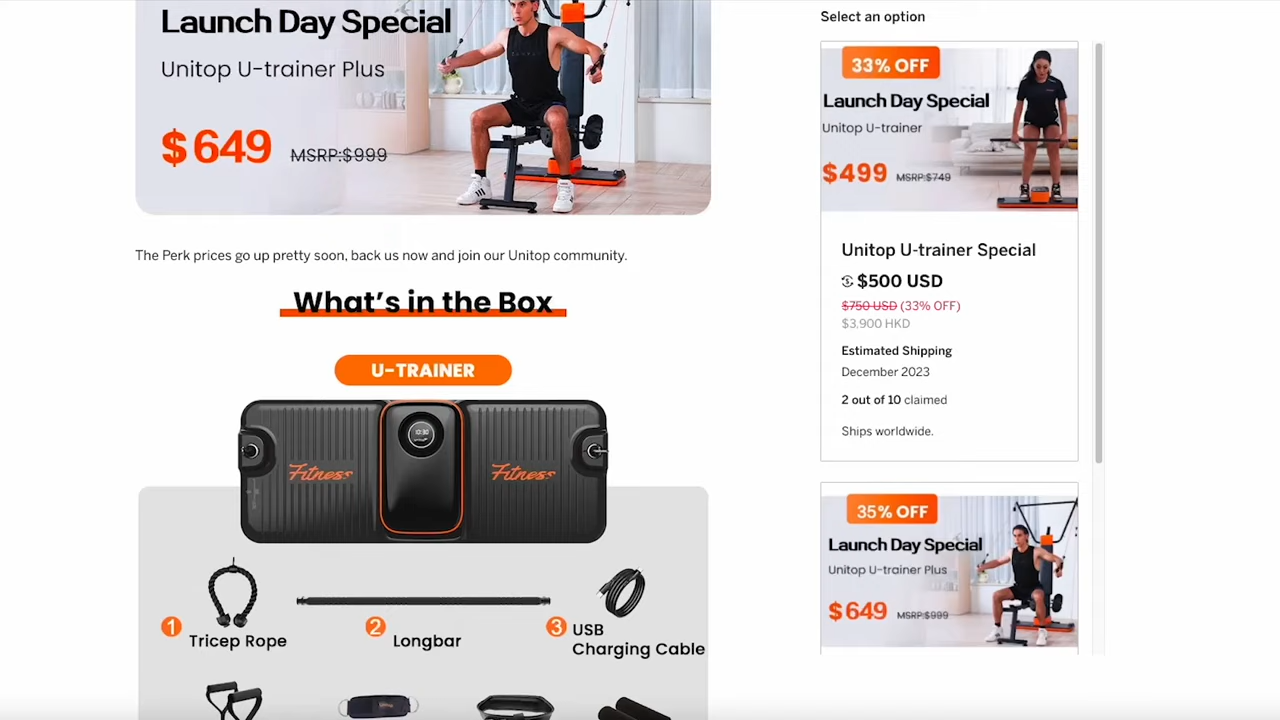 Launch Day Special
Unitop U-trainer Plus
$649 MSRP:$999
The Perk prices go up pretty soon, back us now and join our Unitop community.
What's in the Box
U-TRAINER
10:30
Fitness
Fitness
1 Tricep Rope
2 Longbar
3 USB
Charging Cable
Select an option
33% OFF
Launch Day Special
Unitop U-trainer
$499 MSRP:$749
Unitop U-trainer Special
$500 USD
$750 USD (33% OFF)
$3,900 HKD
Estimated Shipping
December 2023
2 out of 10 claimed
Ships worldwide.
35% OFF
Launch Day Special
Unitop U-trainer Plus
$649 MSRP:$999